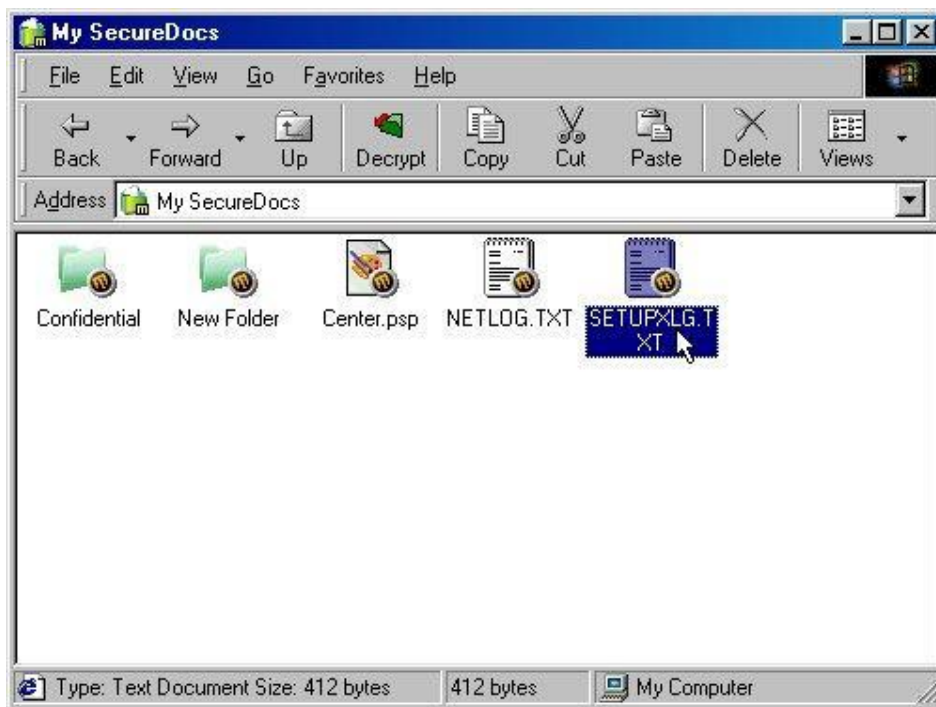 My SecureDocs
File Edit View Go Favorites Help
Back Forward Up Decrypt Copy Cut Paste Delete Views
Address My SecureDocs
Confidential New Folder Center.psp NETLOG.TXT SETUPXLG.T
XT
Type: Text Document Size: 412 bytes 412 bytes My Computer